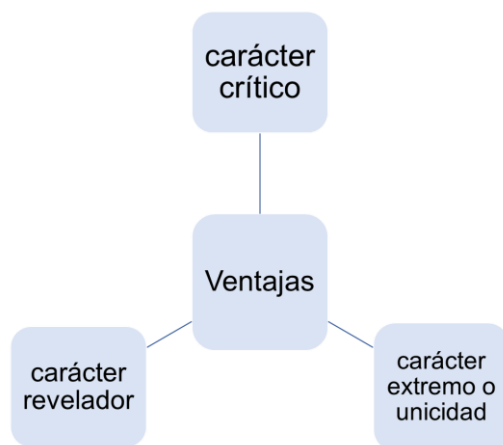 carácter
crítico
Ventajas
carácter
revelador
carácter
extremo o
unicidad